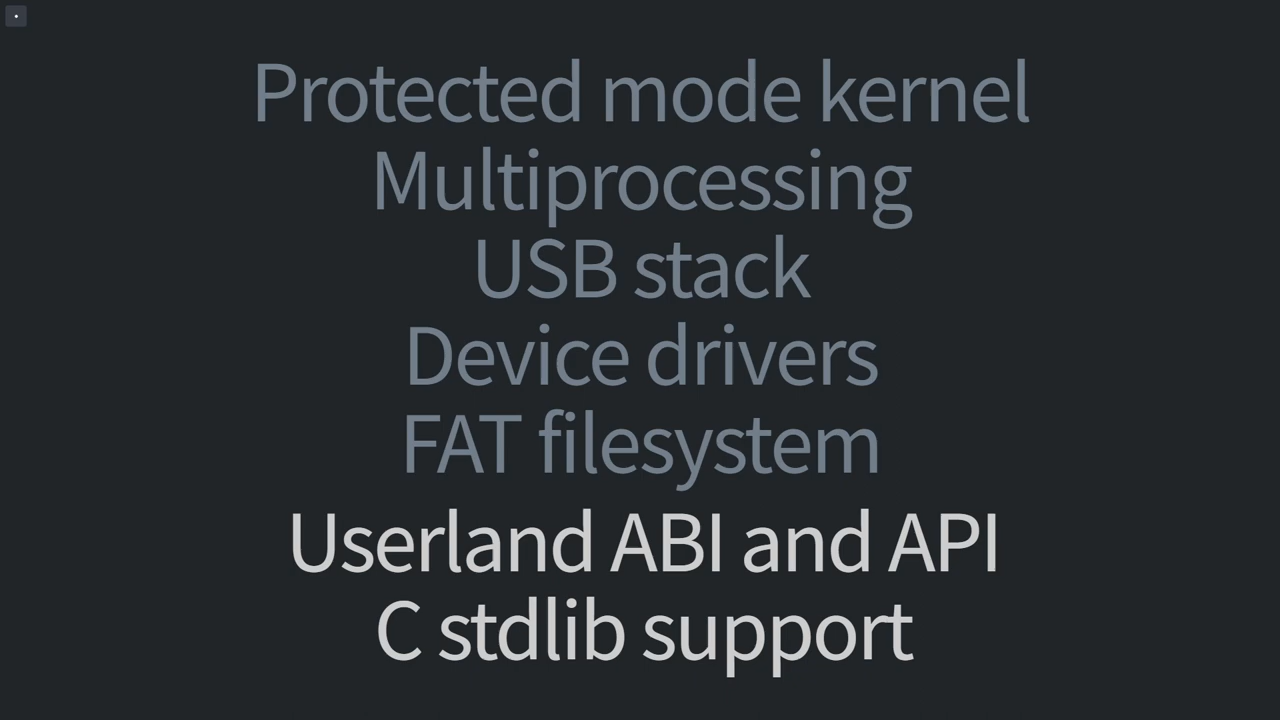 Protected mode kernel
Multiprocessing
USB stack
Device drivers
FAT filesystem
Userland ABI and API
C stdlib support